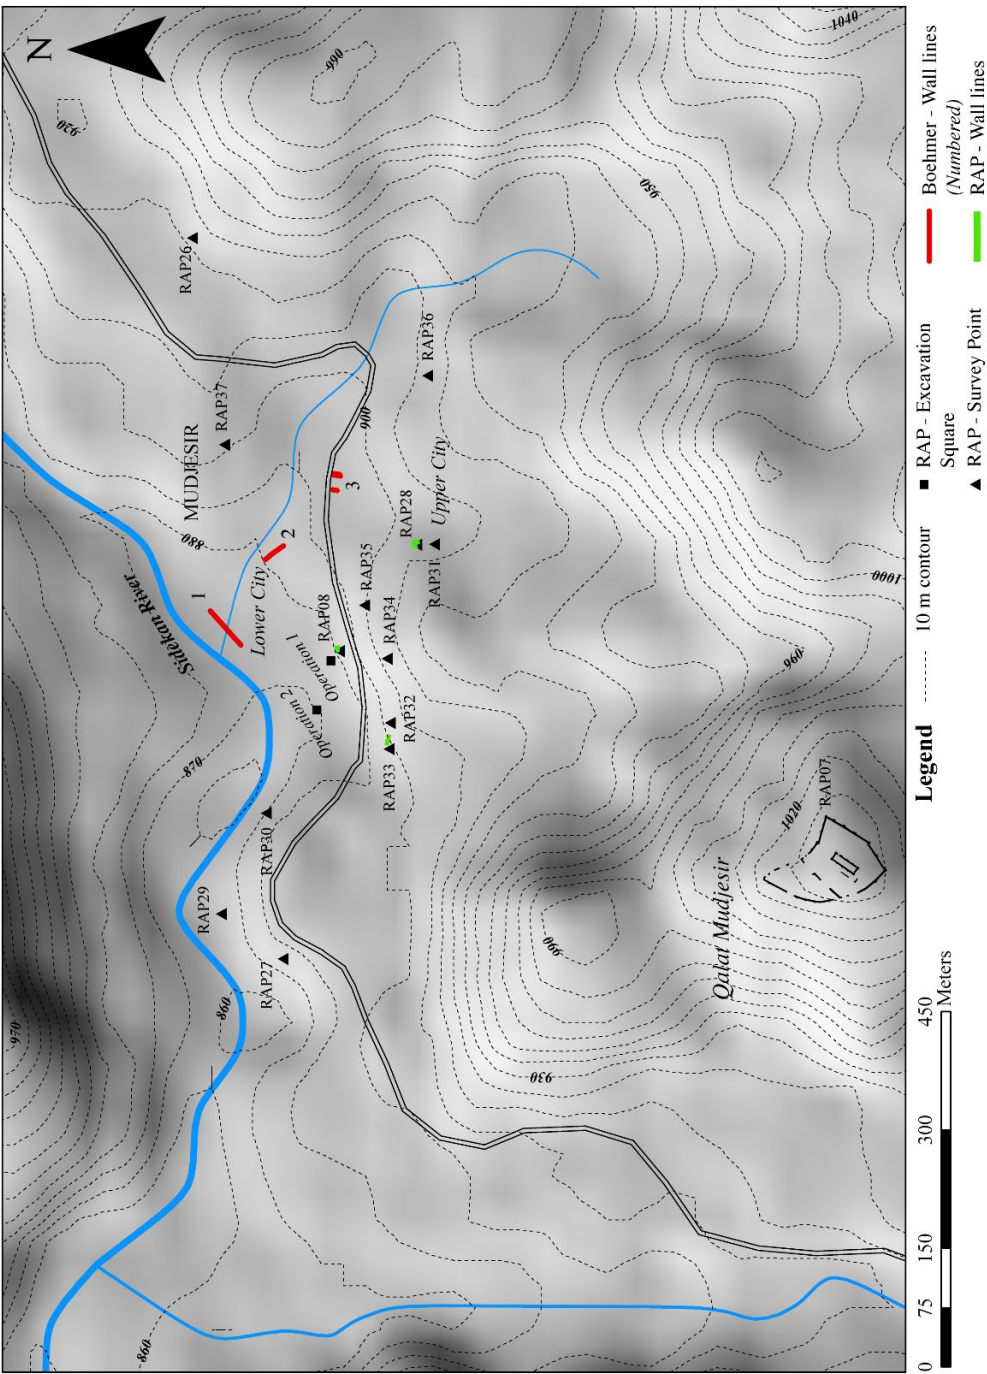 N
1040
990
920
950
RAP26
RAP36
RAP37
900
MUDJESIR
3
Upper City
RAP28
880
2
RAP31
1000
Sidekan River
1
Lower City
RAP35
RAP08
RAP34
960
Operation 1
Operation 2
RAP32
870
RAP33
RAP07
1020
RAP30
RAP29
Qalat Mudjesir
990
RAP27
860
970
930
860
0 75 150 300 450
Meters
Legend
10 m contour
RAP - Excavation
Square
RAP - Survey Point
Boehmer - Wall lines
(Numbered)
RAP - Wall lines